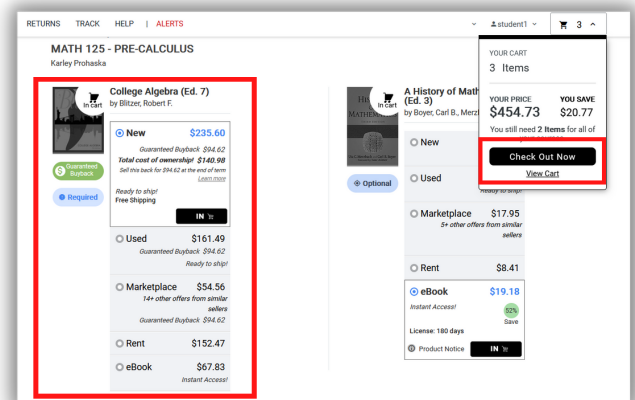 RETURNS TRACK HELP | ALERTS
student1
3
MATH 125 - PRE-CALCULUS
Karley Prohaska
In cart
College Algebra (Ed. 7)
by Blitzer, Robert F.
Guaranteed
Buyback
Required
New $235.60
Guaranteed Buyback $94.62
Total cost of ownership! $140.98
Sell this back for $94.62 at the end of term
Learn more
Ready to ship!
Free Shipping
IN
Used $161.49
Guaranteed Buyback $94.62
Ready to ship!
Marketplace $54.56
14+ other offers from similar
sellers
Guaranteed Buyback $94.62
Rent $152.47
eBook $67.83
Instant Access!
In cart
A History of Math
(Ed. 3)
by Boyer, Carl B., Merz
Optional
New
Used
Ready to ship!
Marketplace $17.95
5+ other offers from similar
sellers
Rent $8.41
eBook $19.18
Instant Access!
52%
Save
License: 180 days
Product Notice
IN
YOUR CART
3 Items
YOUR PRICE YOU SAVE
$454.73 $20.77
You still need 2 Items for all of
Check Out Now
View Cart